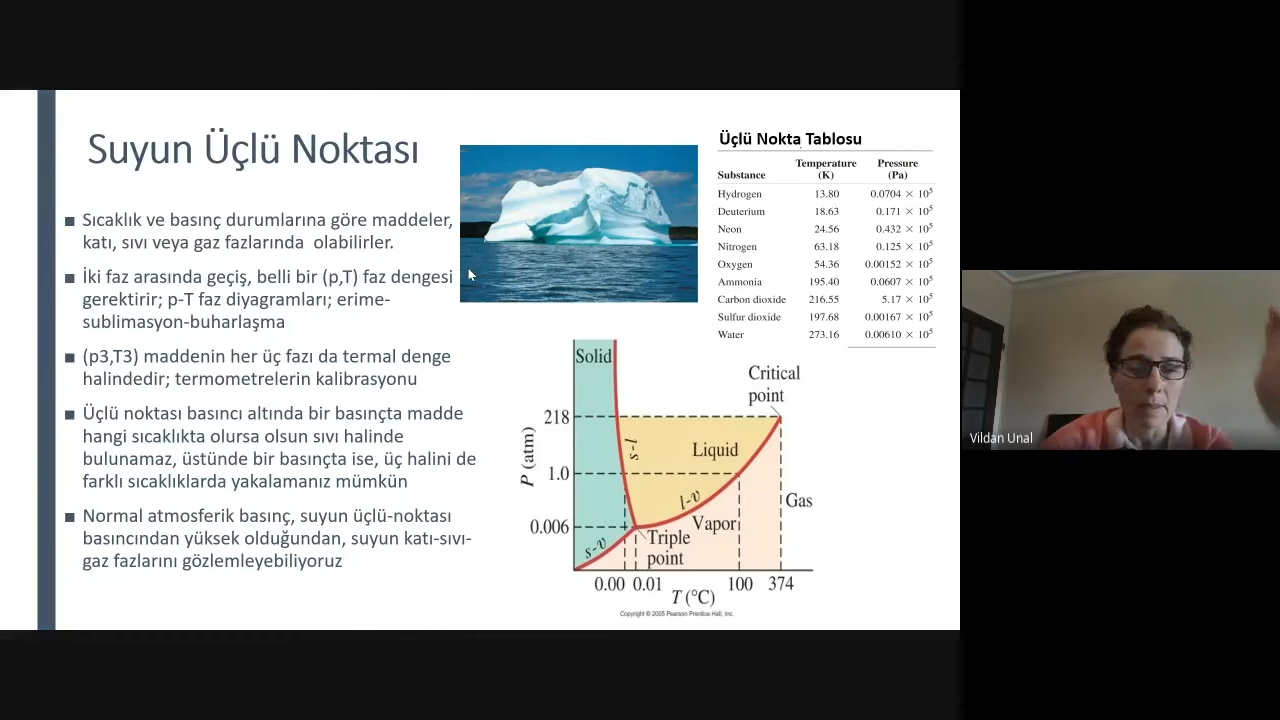 Suyun Üçlü Noktası
▪ Sıcaklık ve basınç durumlarına göre maddeler,
katı, sıvı veya gaz fazlarında olabilirler.
▪ İki faz arasında geçiş, belli bir (p,T) faz dengesi
gerektirir; p-T faz diyagramları; erime-
sublimasyon-buharlaşma
▪ (p3,T3) maddenin her üç fazı da termal denge
halindedir; termometrelerin kalibrasyonu
▪ Üçlü noktası basıncı altında bir basınçta madde
hangi sıcaklıkta olursa olsun sıvı halinde
bulunamaz, üstünde bir basınçta ise, üç halini de
farklı sıcaklıklarda yakalamanız mümkün
▪ Normal atmosferik basınç, suyun üçlü-noktası
basıncından yüksek olduğundan, suyun katı-sıvı-
gaz fazlarını gözlemleyebiliyoruz
Üçlü Nokta Tablosu
Temperature Pressure
Substance (K) (Pa)
Hydrogen 13.80 0.0704 × 10⁵
Deuterium 18.63 0.171 × 10⁵
Neon 24.56 0.432 × 10⁵
Nitrogen 63.18 0.125 × 10⁵
Oxygen 54.36 0.00152 × 10⁵
Ammonia 195.40 0.0607 × 10⁵
Carbon dioxide 216.55 5.17 × 10⁵
Sulfur dioxide 197.68 0.00167 × 10⁵
Water 273.16 0.00610 × 10⁵
Solid
Critical
point
218
s-l
Liquid
P (atm)
1.0
l-v
Gas
Vapor
0.006
s-v
Triple
point
0.00 0.01 100 374
T (°C)
Copyright © 2005 Pearson Prentice Hall, Inc.
Vildan Unal